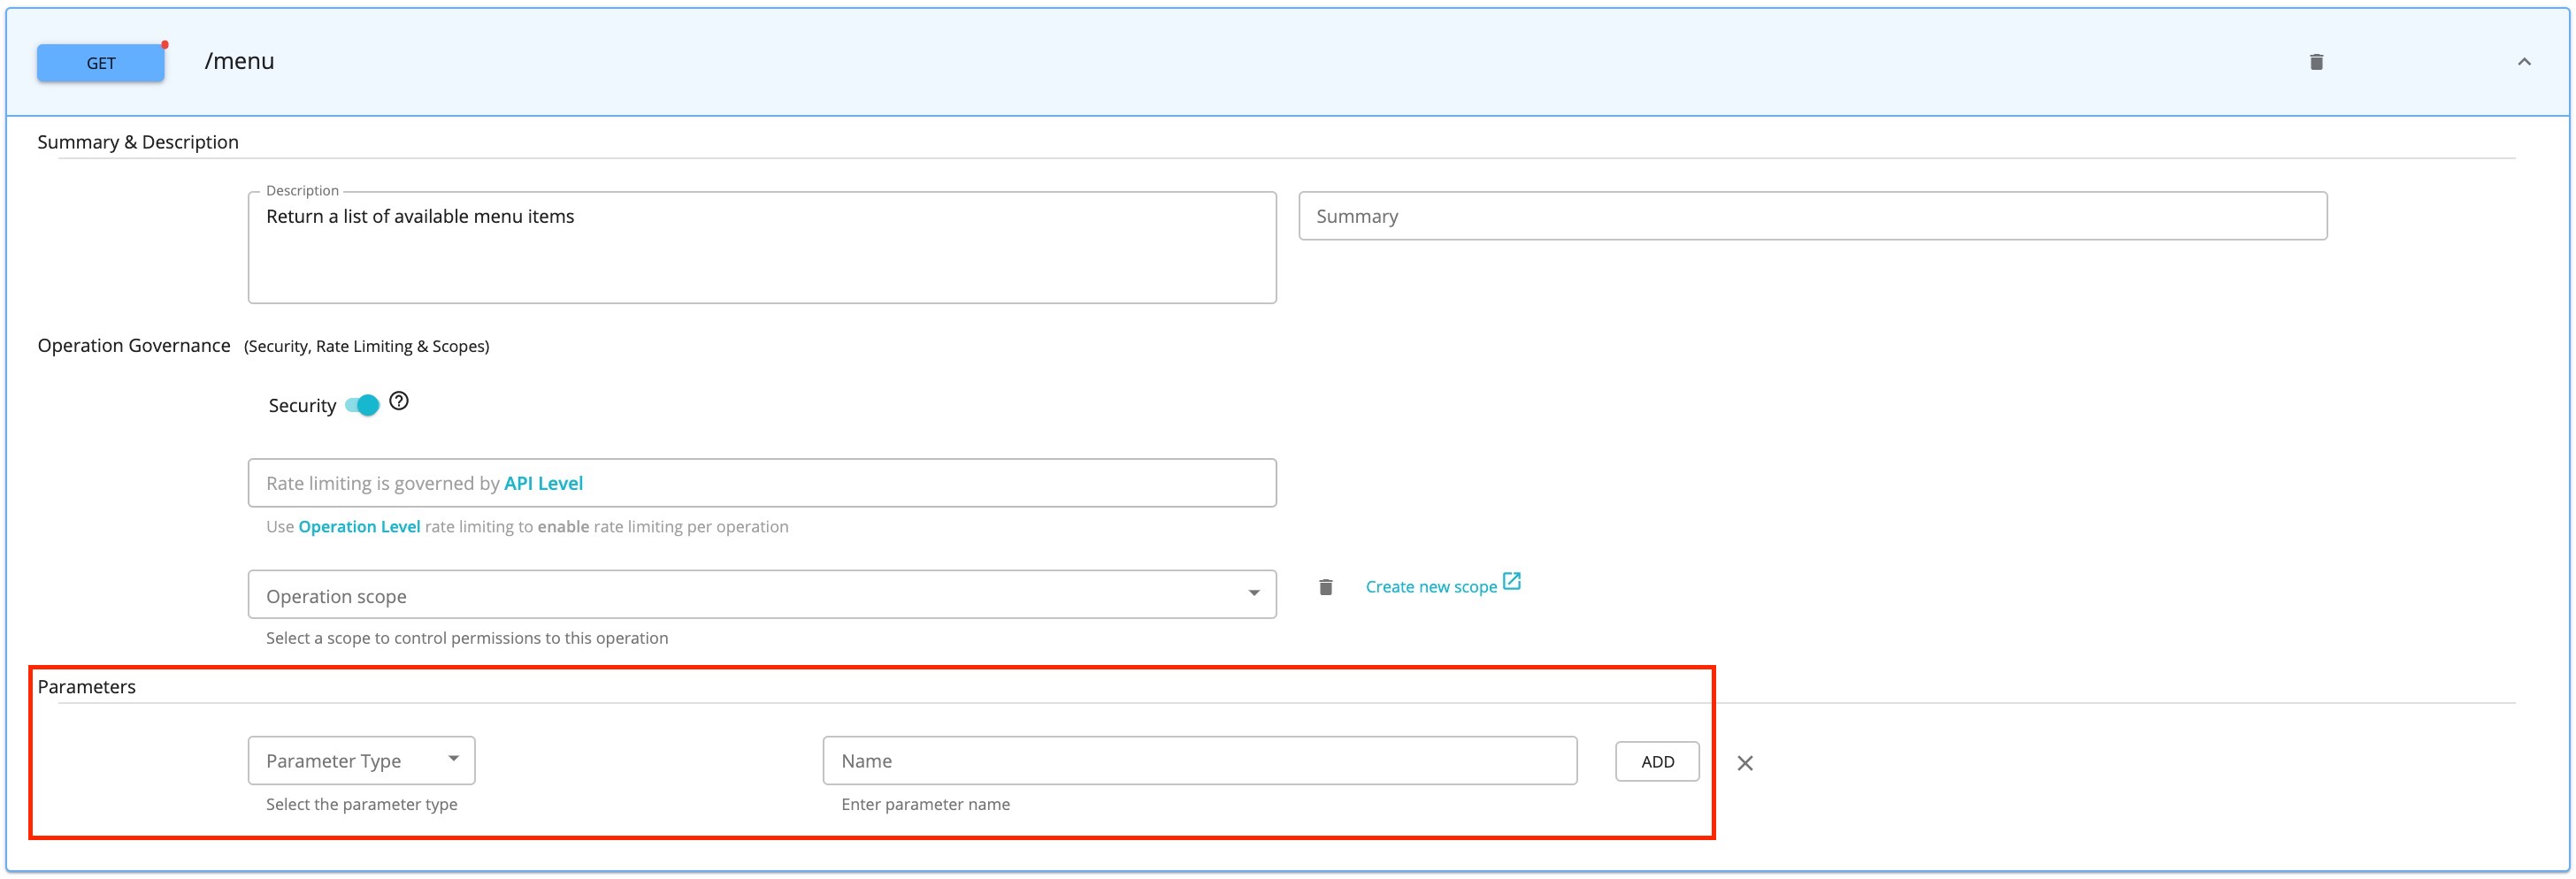 GET /menu
Summary & Description
Description
Return a list of available menu items
Summary
Operation Governance (Security, Rate Limiting & Scopes)
Security
Rate limiting is governed by API Level
Use Operation Level rate limiting to enable rate limiting per operation
Operation scope
Create new scope
Select a scope to control permissions to this operation
Parameters
Parameter Type
Name
ADD
Select the parameter type
Enter parameter name